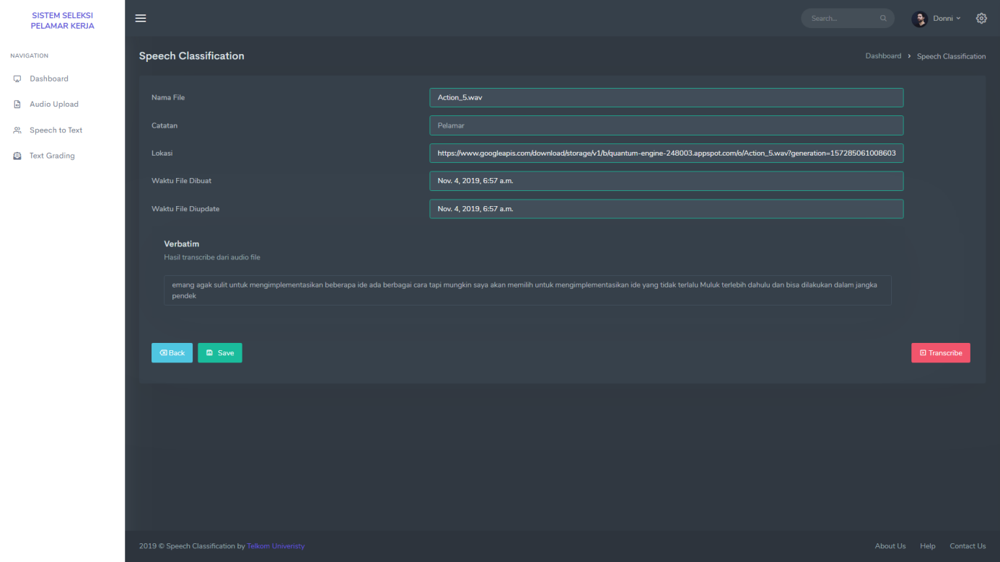 SISTEM SELEKSI
PELAMAR KERJA
Search...
Donni
NAVIGATION
Dashboard
Audio Upload
Speech to Text
Text Grading
Speech Classification
Dashboard > Speech Classification
Nama File
Action_5.wav
Catatan
Pelamar
Lokasi
https://www.googleapis.com/download/storage/v1/b/quantum-engine-248003.appspot.com/o/Action_5.wav?generation=157285061008603
Waktu File Dibuat
Nov. 4, 2019, 6:57 a.m.
Waktu File Diupdate
Nov. 4, 2019, 6:57 a.m.
Verbatim
Hasil transcribe dari audio file
emang agak sulit untuk mengimplementasikan beberapa ide ada berbagai cara tapi mungkin saya akan memilih untuk mengimplementasikan ide yang tidak terlalu Muluk terlebih dahulu dan bisa dilakukan dalam jangka
pendek
Back
Save
Transcribe
2019 © Speech Classification by Telkom Univeristy
About Us
Help
Contact Us